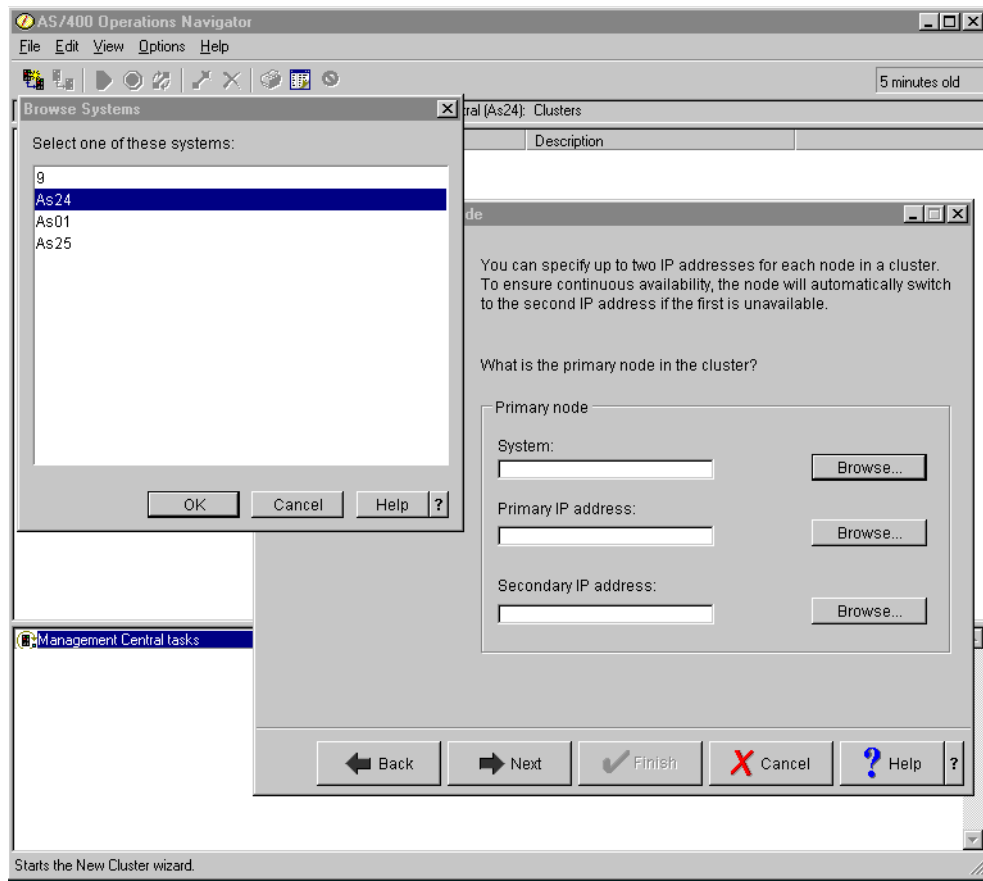 AS/400 Operations Navigator
File Edit View Options Help
5 minutes old
Browse Systems
tral (As24): Clusters
Select one of these systems:
Description
9
As24
As01
As25
de
You can specify up to two IP addresses for each node in a cluster.
To ensure continuous availability, the node will automatically switch
to the second IP address if the first is unavailable.
What is the primary node in the cluster?
Primary node
System:
Browse...
OK Cancel Help ?
Primary IP address:
Browse...
Secondary IP address:
Browse...
Management Central tasks
Back Next Finish Cancel Help ?
Starts the New Cluster wizard.